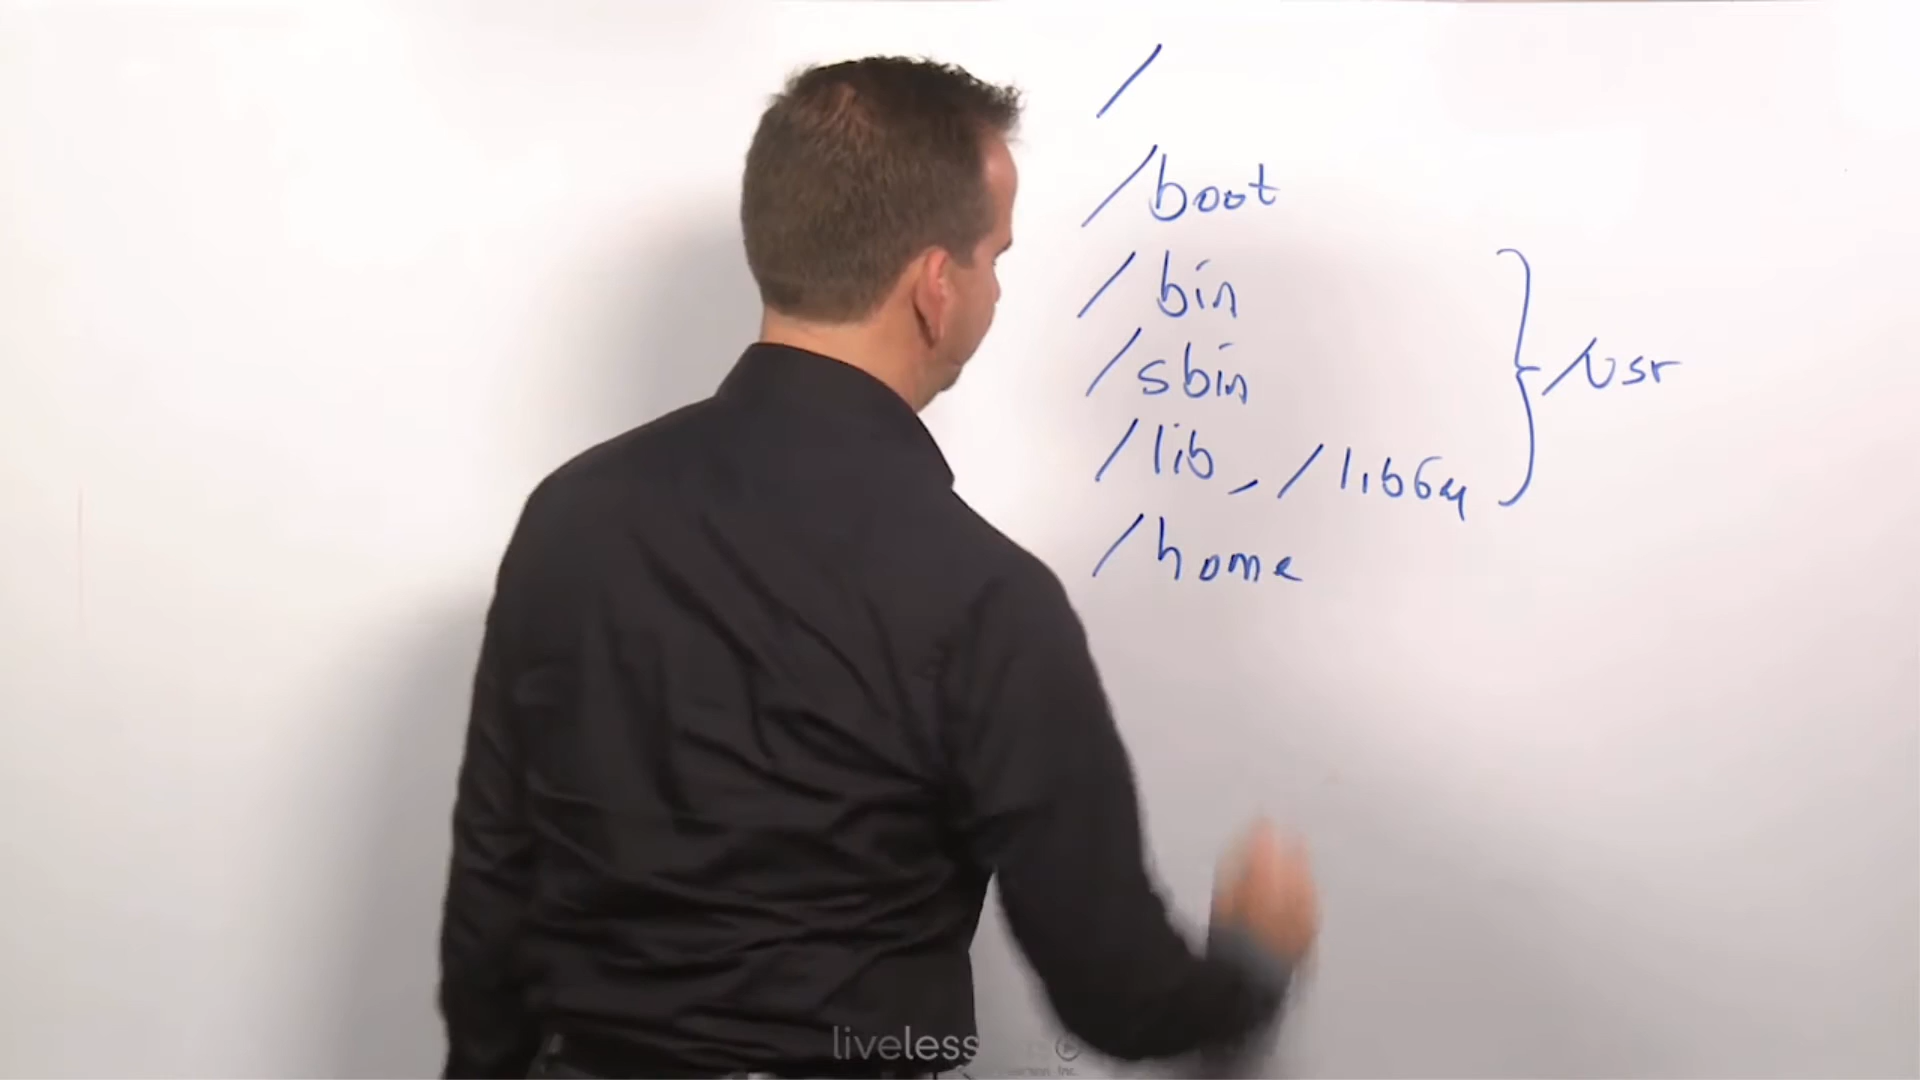 /
/boot
/bin
/sbin
/usr
/lib, /lib64
/home
liveless